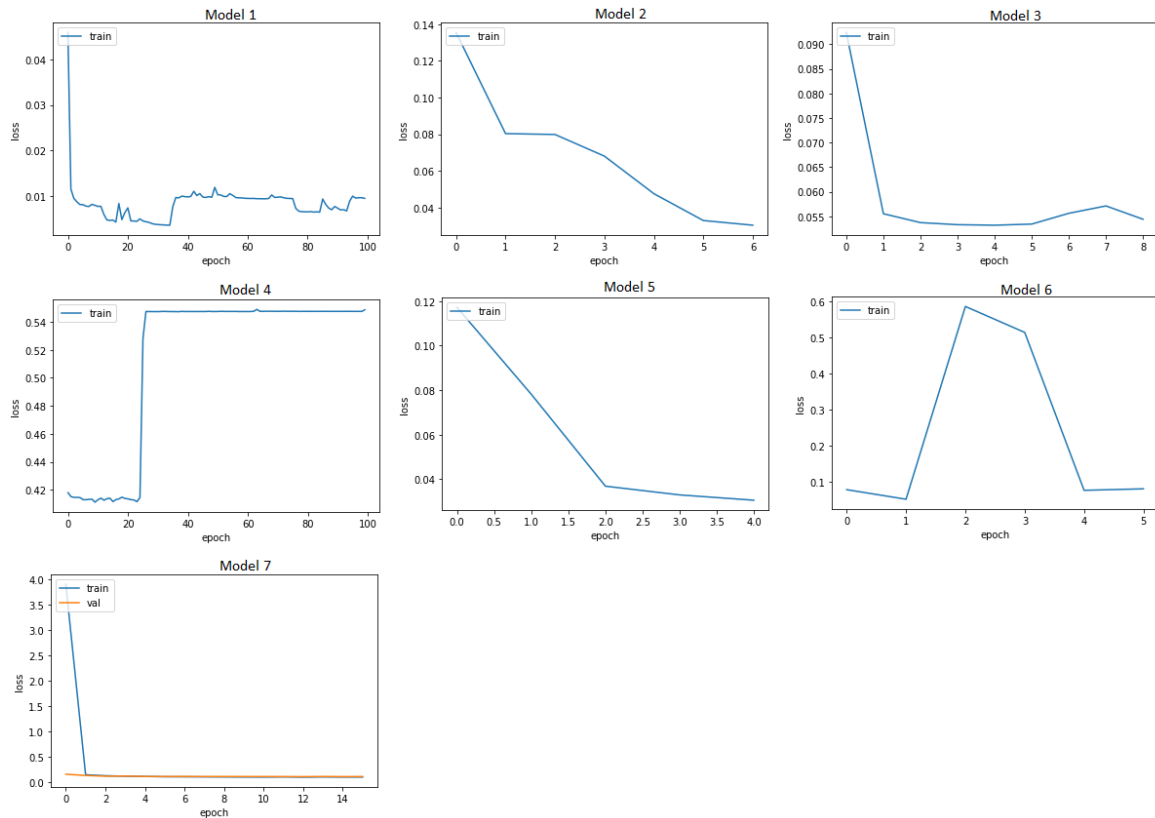 Model 1
train
loss
0.04
0.03
0.02
0.01
0 20 40 60 80 100
epoch
Model 2
train
loss
0.14
0.12
0.10
0.08
0.06
0.04
0 1 2 3 4 5 6
epoch
Model 3
train
loss
0.090
0.085
0.080
0.075
0.070
0.065
0.060
0.055
0 1 2 3 4 5 6 7 8
epoch
Model 4
train
loss
0.54
0.52
0.50
0.48
0.46
0.44
0.42
0 20 40 60 80 100
epoch
Model 5
train
loss
0.12
0.10
0.08
0.06
0.04
0.0 0.5 1.0 1.5 2.0 2.5 3.0 3.5 4.0
epoch
Model 6
train
loss
0.6
0.5
0.4
0.3
0.2
0.1
0 1 2 3 4 5
epoch
Model 7
train
val
loss
4.0
3.5
3.0
2.5
2.0
1.5
1.0
0.5
0.0
0 2 4 6 8 10 12 14
epoch